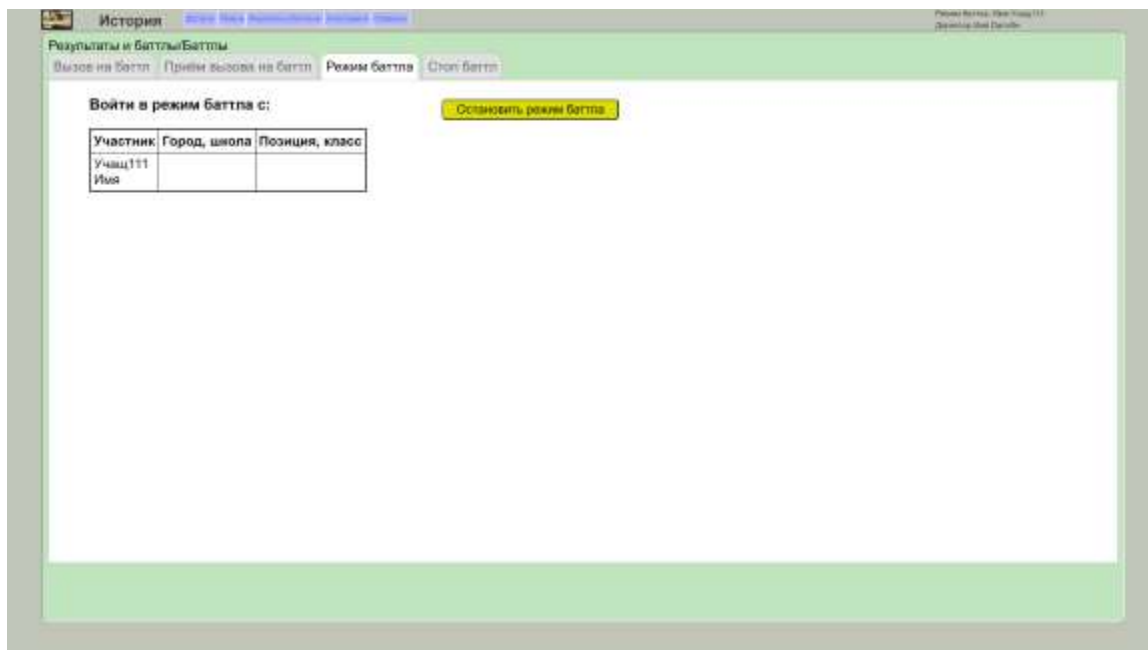 История
Результаты и баттлы/Баттлы
Вызов на баттл Приём вызова на баттл Режим баттла Стоп баттл
Войти в режим баттла с:
Остановить режим баттла
Участник Город, школа Позиция, класс
Учащ111
Имя